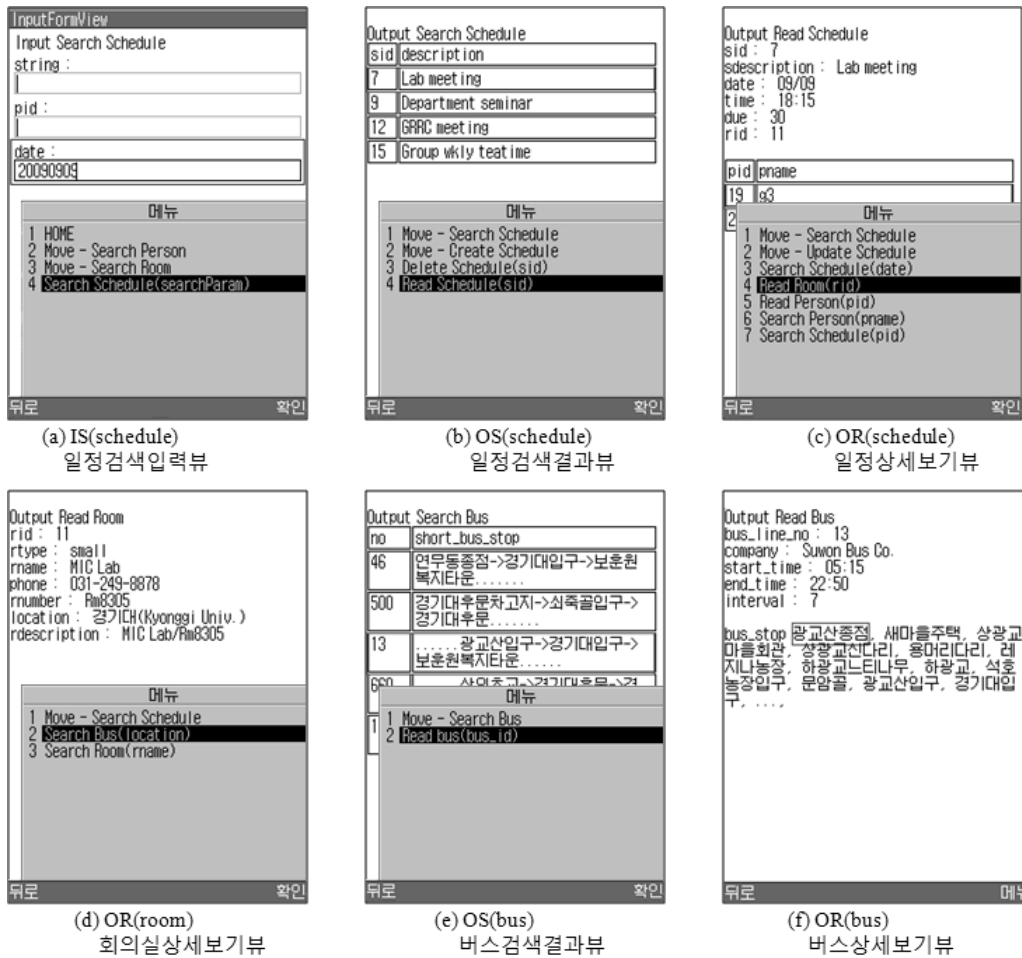 InputFormView
Input Search Schedule
string :
pid :
date :
20090909
메뉴
1 HOME
2 Move - Search Person
3 Move - Search Room
4 Search Schedule(searchParam)
뒤로 확인
(a) IS(schedule)
일정검색입력뷰
Output Search Schedule
sid description
7 Lab meeting
9 Department seminar
12 GRRC meeting
15 Group wkly teatime
메뉴
1 Move - Search Schedule
2 Move - Create Schedule
3 Delete Schedule(sid)
4 Read Schedule(sid)
뒤로 확인
(b) OS(schedule)
일정검색결과뷰
Output Read Schedule
sid : 7
sdescription : Lab meeting
date : 09/09
time : 18:15
due : 30
rid : 11
pid pname
19 g3
2
메뉴
1 Move - Search Schedule
2 Move - Update Schedule
3 Search Schedule(date)
4 Read Room(rid)
5 Read Person(pid)
6 Search Person(pname)
7 Search Schedule(pid)
뒤로 확인
(c) OR(schedule)
일정상세보기뷰
Output Read Room
rid : 11
rtype : small
rname : MIC Lab
phone : 031-249-8878
rnumber : Rm8305
location : 경기대(Kyonggi Univ.)
rdescription : MIC Lab/Rm8305
메뉴
1 Move - Search Schedule
2 Search Bus(location)
3 Search Room(rname)
뒤로 확인
(d) OR(room)
회의실상세보기뷰
Output Search Bus
no short_bus_stop
46 연무동종점->경기대입구->보훈원
복지타운.......
500 경기대후문차고지->쇠죽골입구->
경기대후문.......
13 ......광교산입구->경기대입구->
보훈원복지타운......
660
1
메뉴
1 Move - Search Bus
2 Read bus(bus_id)
뒤로 확인
(e) OS(bus)
버스검색결과뷰
Output Read Bus
bus_line_no : 13
company : Suwon Bus Co.
start_time : 05:15
end_time : 22:50
interval : 7
bus_stop 광교산종점, 새마을주택, 상광교
마을회관, 상광교선다리, 용머리다리, 레
지나농장, 하광교느티나무, 하광교, 석호
농장입구, 문암골, 광교산입구, 경기대입
구, ...,
뒤로 메뉴
(f) OR(bus)
버스상세보기뷰